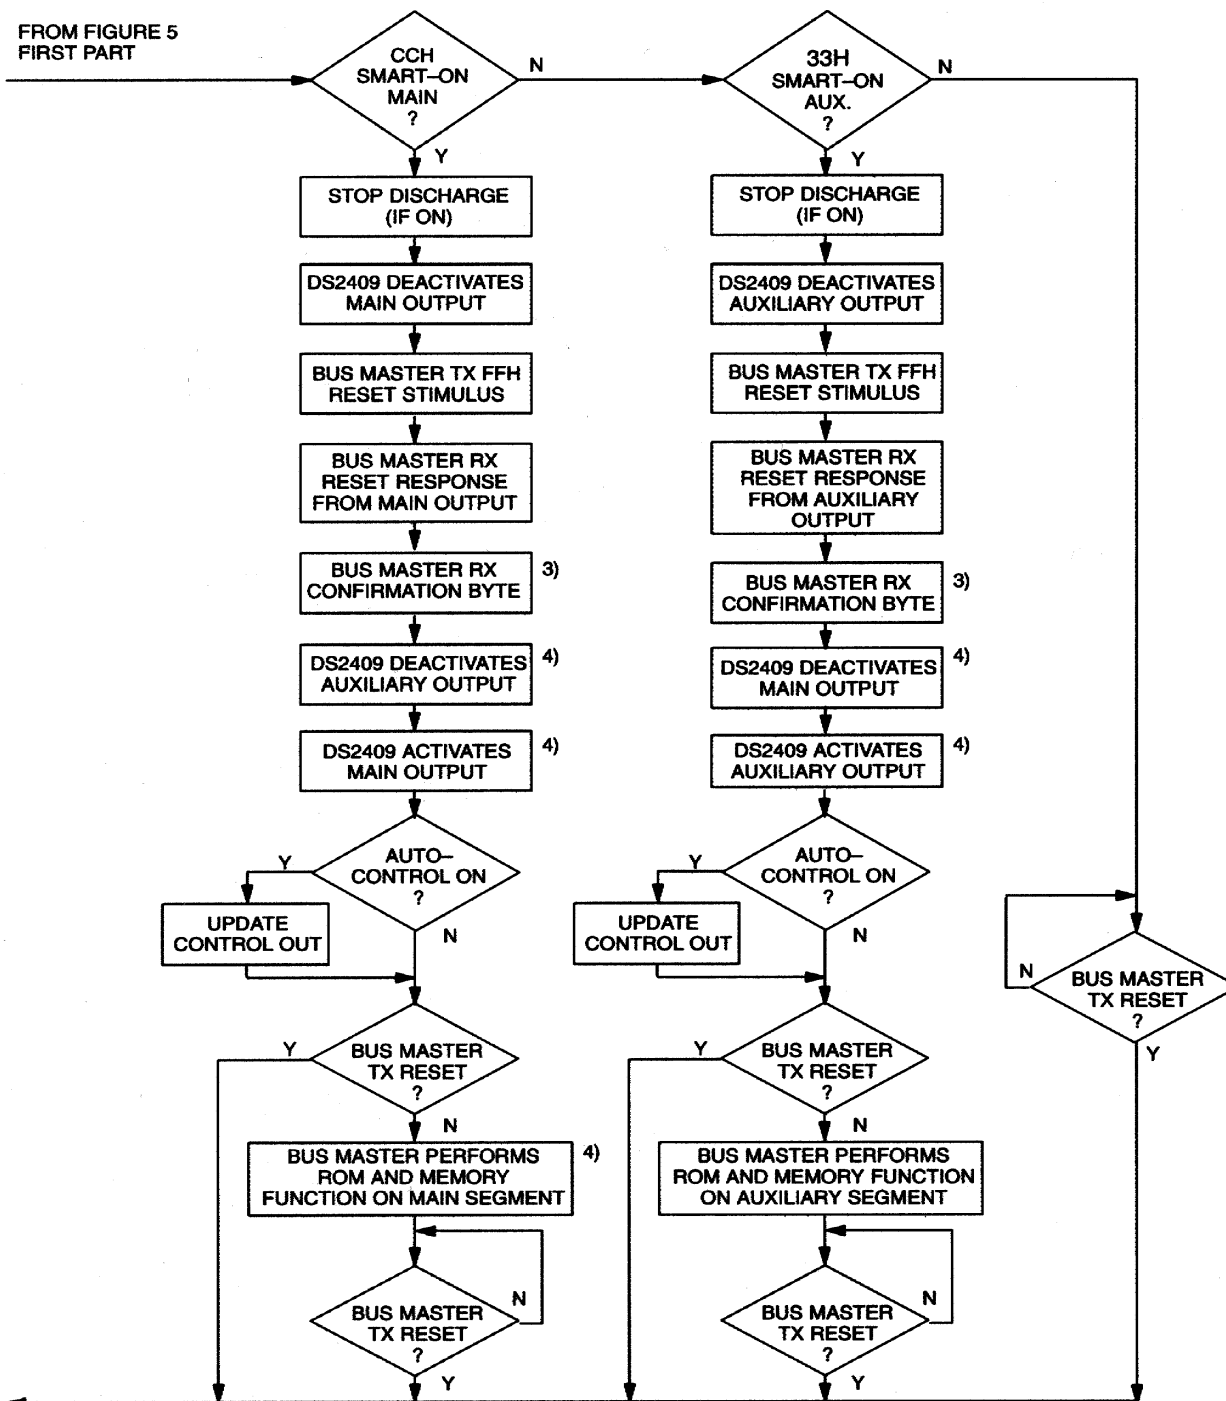 FROM FIGURE 5
FIRST PART
CCH
SMART–ON
MAIN
?
N
Y
STOP DISCHARGE
(IF ON)
DS2409 DEACTIVATES
MAIN OUTPUT
BUS MASTER TX FFH
RESET STIMULUS
BUS MASTER RX
RESET RESPONSE
FROM MAIN OUTPUT
BUS MASTER RX
CONFIRMATION BYTE
3)
DS2409 DEACTIVATES
AUXILIARY OUTPUT
4)
DS2409 ACTIVATES
MAIN OUTPUT
4)
AUTO–
CONTROL ON
?
Y
N
UPDATE
CONTROL OUT
BUS MASTER
TX RESET
?
Y
N
BUS MASTER PERFORMS
ROM AND MEMORY
FUNCTION ON MAIN SEGMENT
4)
BUS MASTER
TX RESET
?
N
Y
33H
SMART–ON
AUX.
?
N
Y
STOP DISCHARGE
(IF ON)
DS2409 DEACTIVATES
AUXILIARY OUTPUT
BUS MASTER TX FFH
RESET STIMULUS
BUS MASTER RX
RESET RESPONSE
FROM AUXILIARY
OUTPUT
BUS MASTER RX
CONFIRMATION BYTE
3)
DS2409 DEACTIVATES
MAIN OUTPUT
4)
DS2409 ACTIVATES
AUXILIARY OUTPUT
4)
AUTO–
CONTROL ON
?
Y
N
UPDATE
CONTROL OUT
BUS MASTER
TX RESET
?
Y
N
BUS MASTER PERFORMS
ROM AND MEMORY FUNCTION
ON AUXILIARY SEGMENT
BUS MASTER
TX RESET
?
N
Y
BUS MASTER
TX RESET
?
N
Y